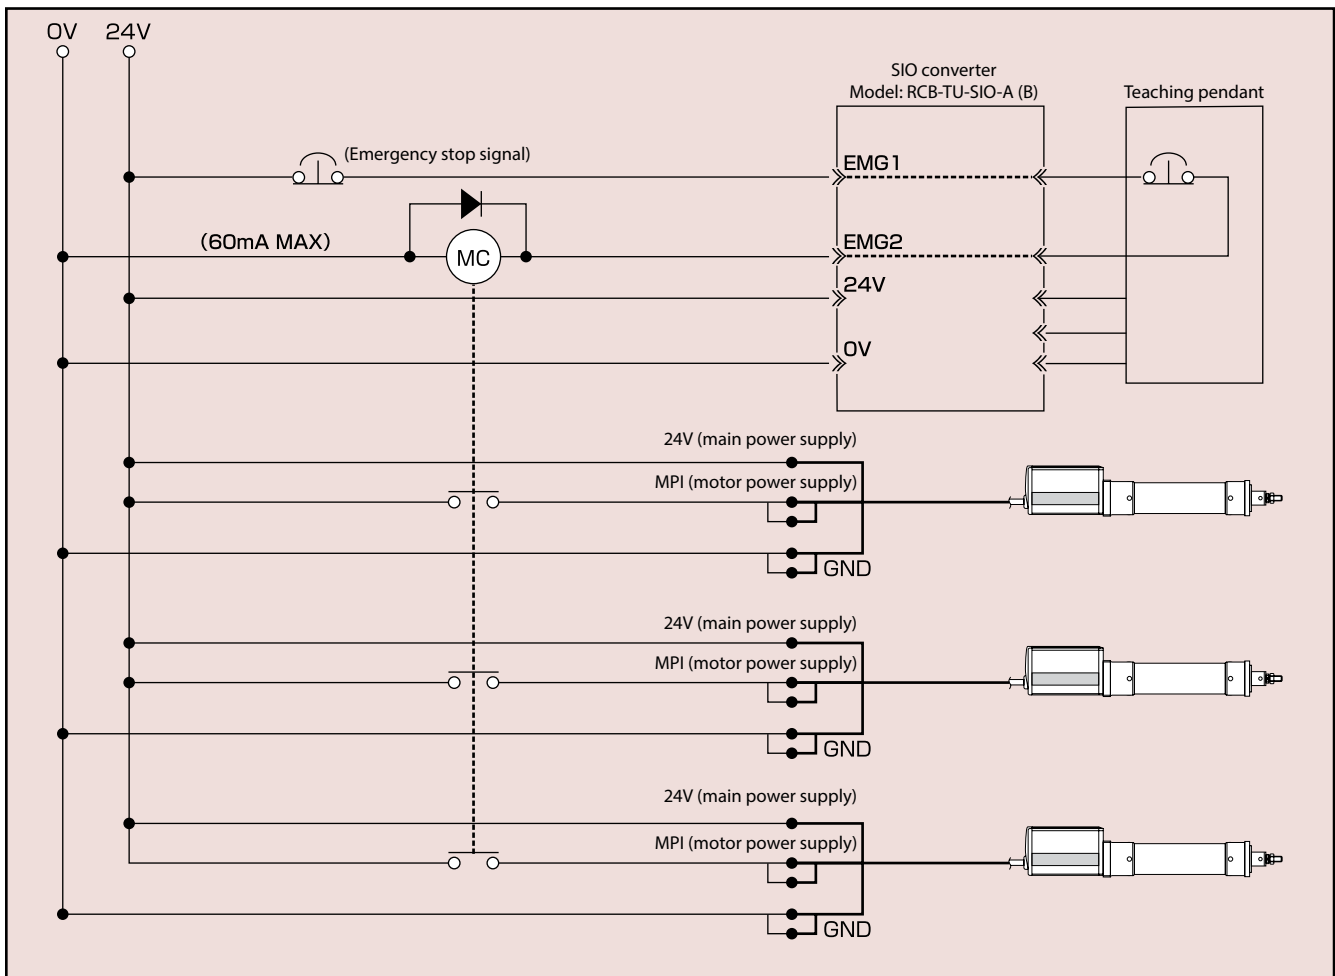 0V 24V
SIO converter
Model: RCB-TU-SIO-A (B)
Teaching pendant
(Emergency stop signal)
EMG1
(60mA MAX)
MC
EMG2
24V
0V
24V (main power supply)
MPI (motor power supply)
GND
24V (main power supply)
MPI (motor power supply)
GND
24V (main power supply)
MPI (motor power supply)
GND